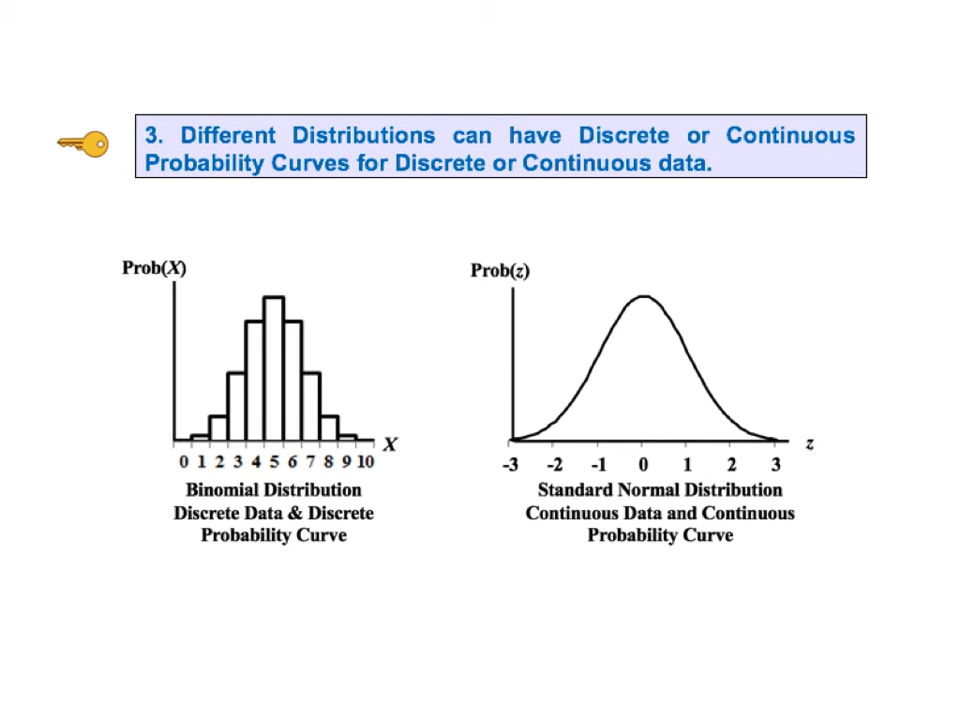 3. Different Distributions can have Discrete or Continuous
Probability Curves for Discrete or Continuous data.
Prob(X)
X
0 1 2 3 4 5 6 7 8 9 10
Binomial Distribution
Discrete Data & Discrete
Probability Curve
Prob(z)
z
-3 -2 -1 0 1 2 3
Standard Normal Distribution
Continuous Data and Continuous
Probability Curve